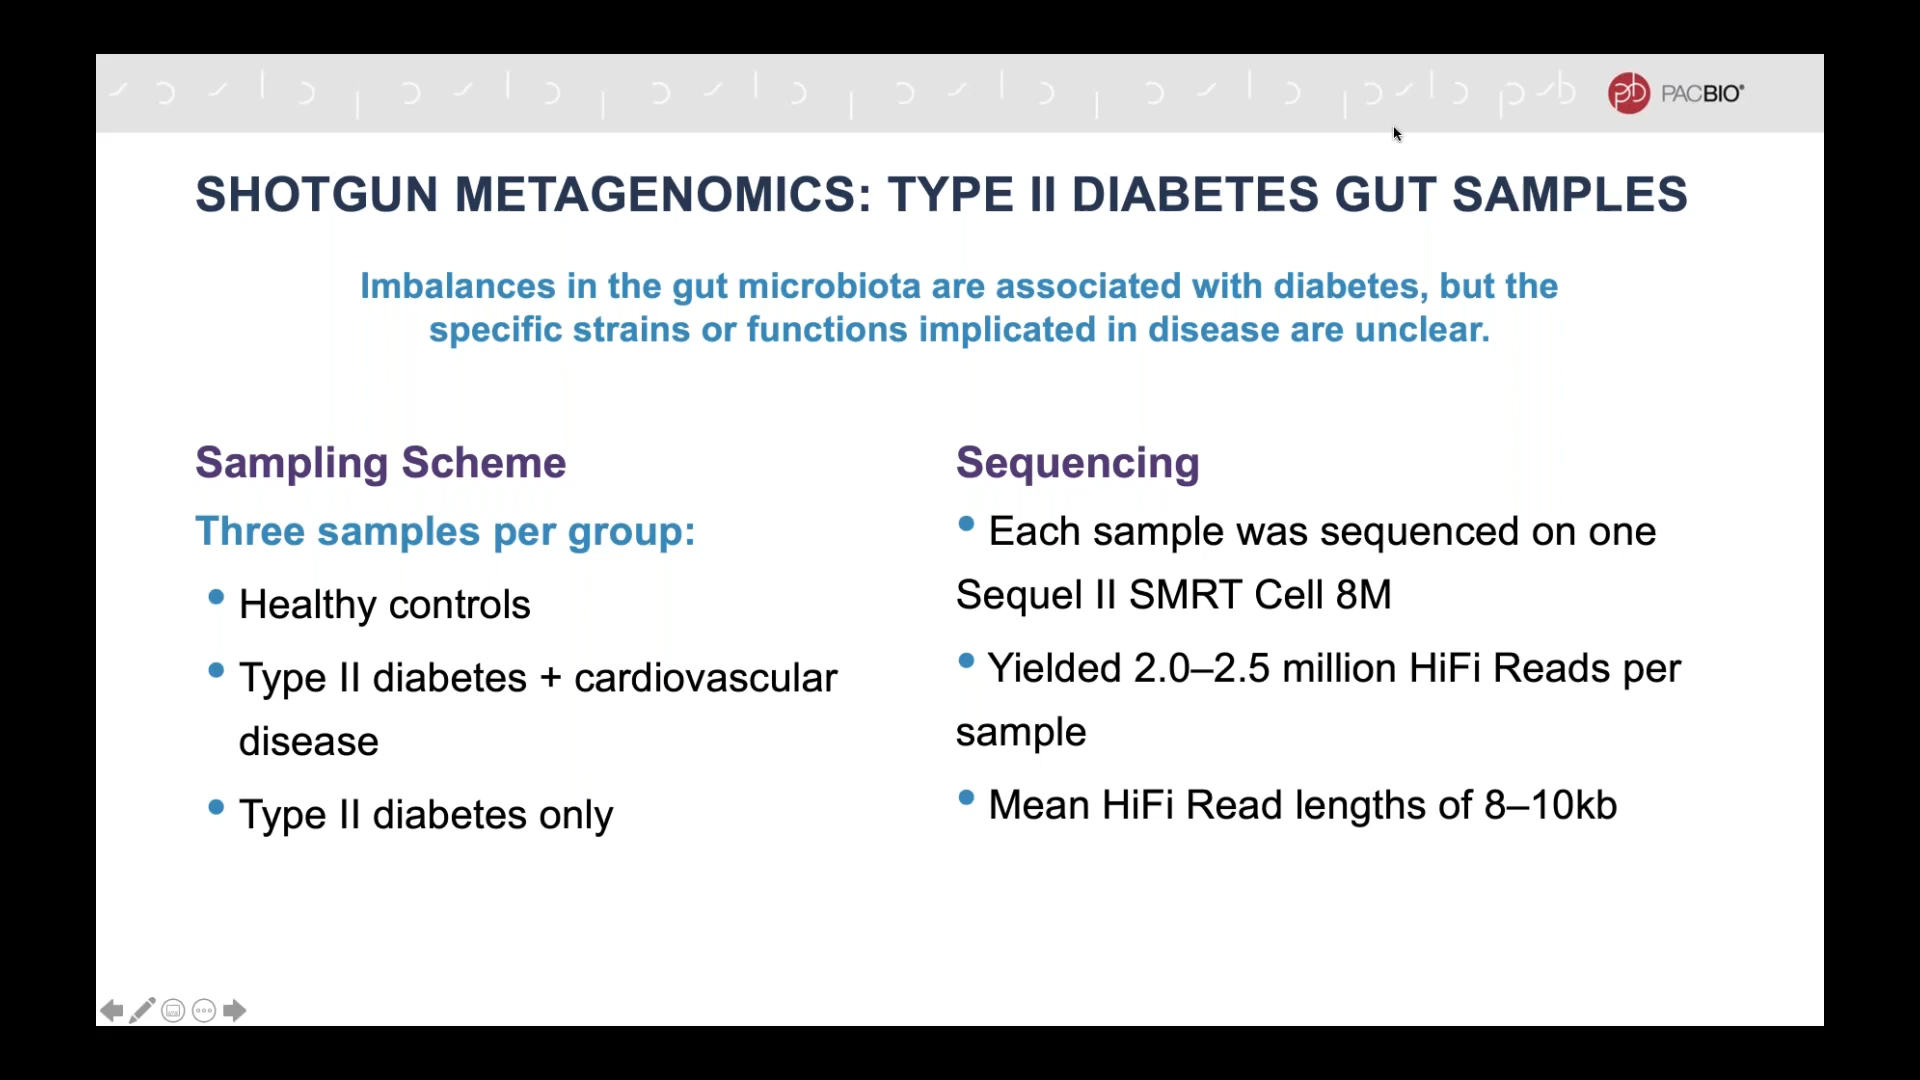 PACBIO®
SHOTGUN METAGENOMICS: TYPE II DIABETES GUT SAMPLES
Imbalances in the gut microbiota are associated with diabetes, but the
specific strains or functions implicated in disease are unclear.
Sampling Scheme
Three samples per group:
• Healthy controls
• Type II diabetes + cardiovascular
disease
• Type II diabetes only
Sequencing
• Each sample was sequenced on one
Sequel II SMRT Cell 8M
• Yielded 2.0–2.5 million HiFi Reads per
sample
• Mean HiFi Read lengths of 8–10kb